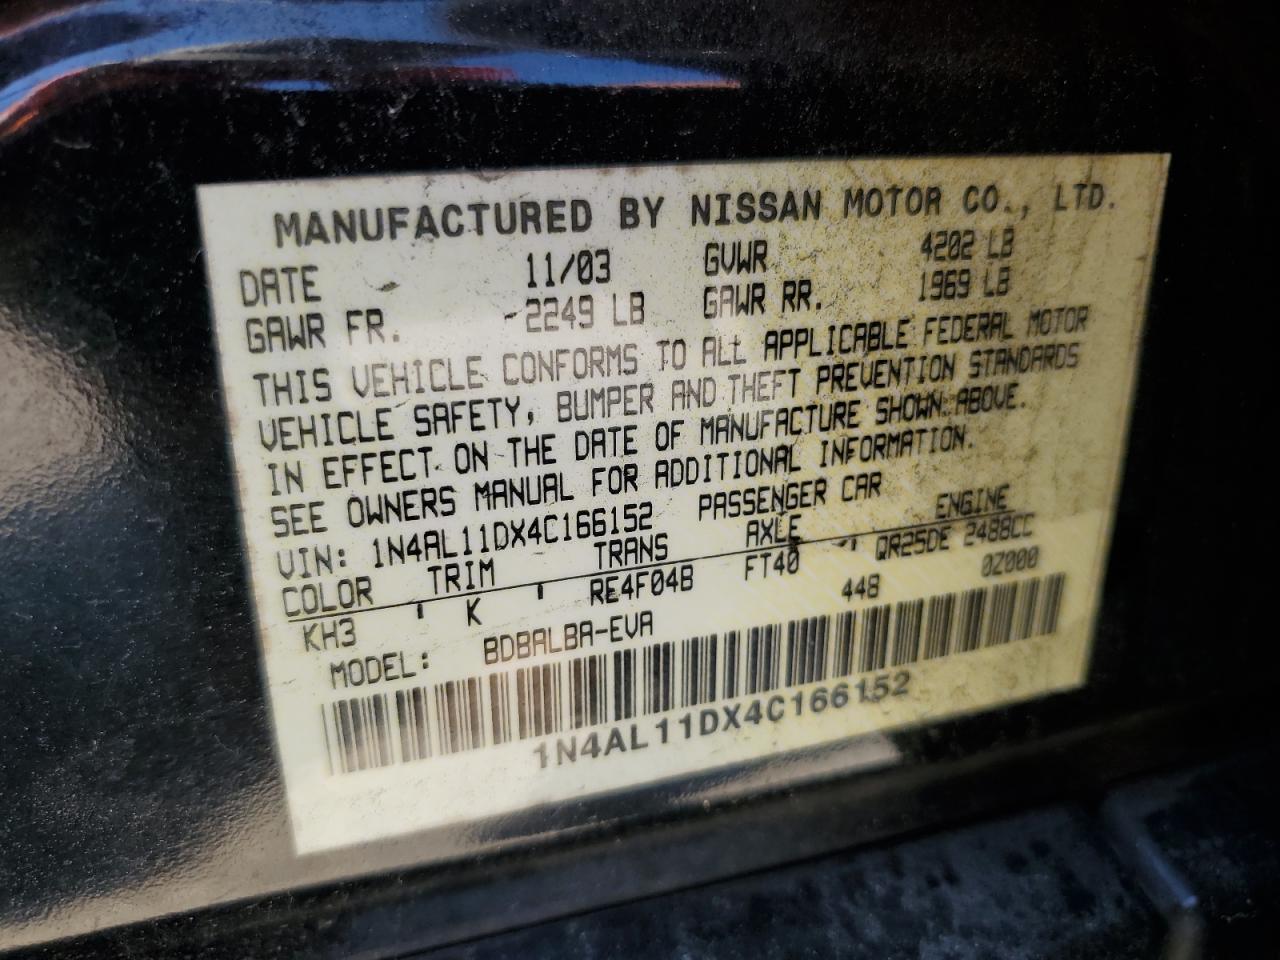 MANUFACTURED BY NISSAN MOTOR CO., LTD.
DATE 11/03 GVWR 4202 LB
GAWR FR. 2249 LB GAWR RR. 1969 LB
THIS VEHICLE CONFORMS TO ALL APPLICABLE FEDERAL MOTOR
VEHICLE SAFETY, BUMPER AND THEFT PREVENTION STANDARDS
IN EFFECT ON THE DATE OF MANUFACTURE SHOWN ABOVE.
SEE OWNERS MANUAL FOR ADDITIONAL INFORMATION.
VIN: 1N4AL11DX4C166152 PASSENGER CAR
COLOR TRIM TRANS AXLE ENGINE
KH3 K RE4F04B FT40 QR25DE 2488CC
MODEL: BDBALBA-EVA 448 0Z000
1N4AL11DX4C166152